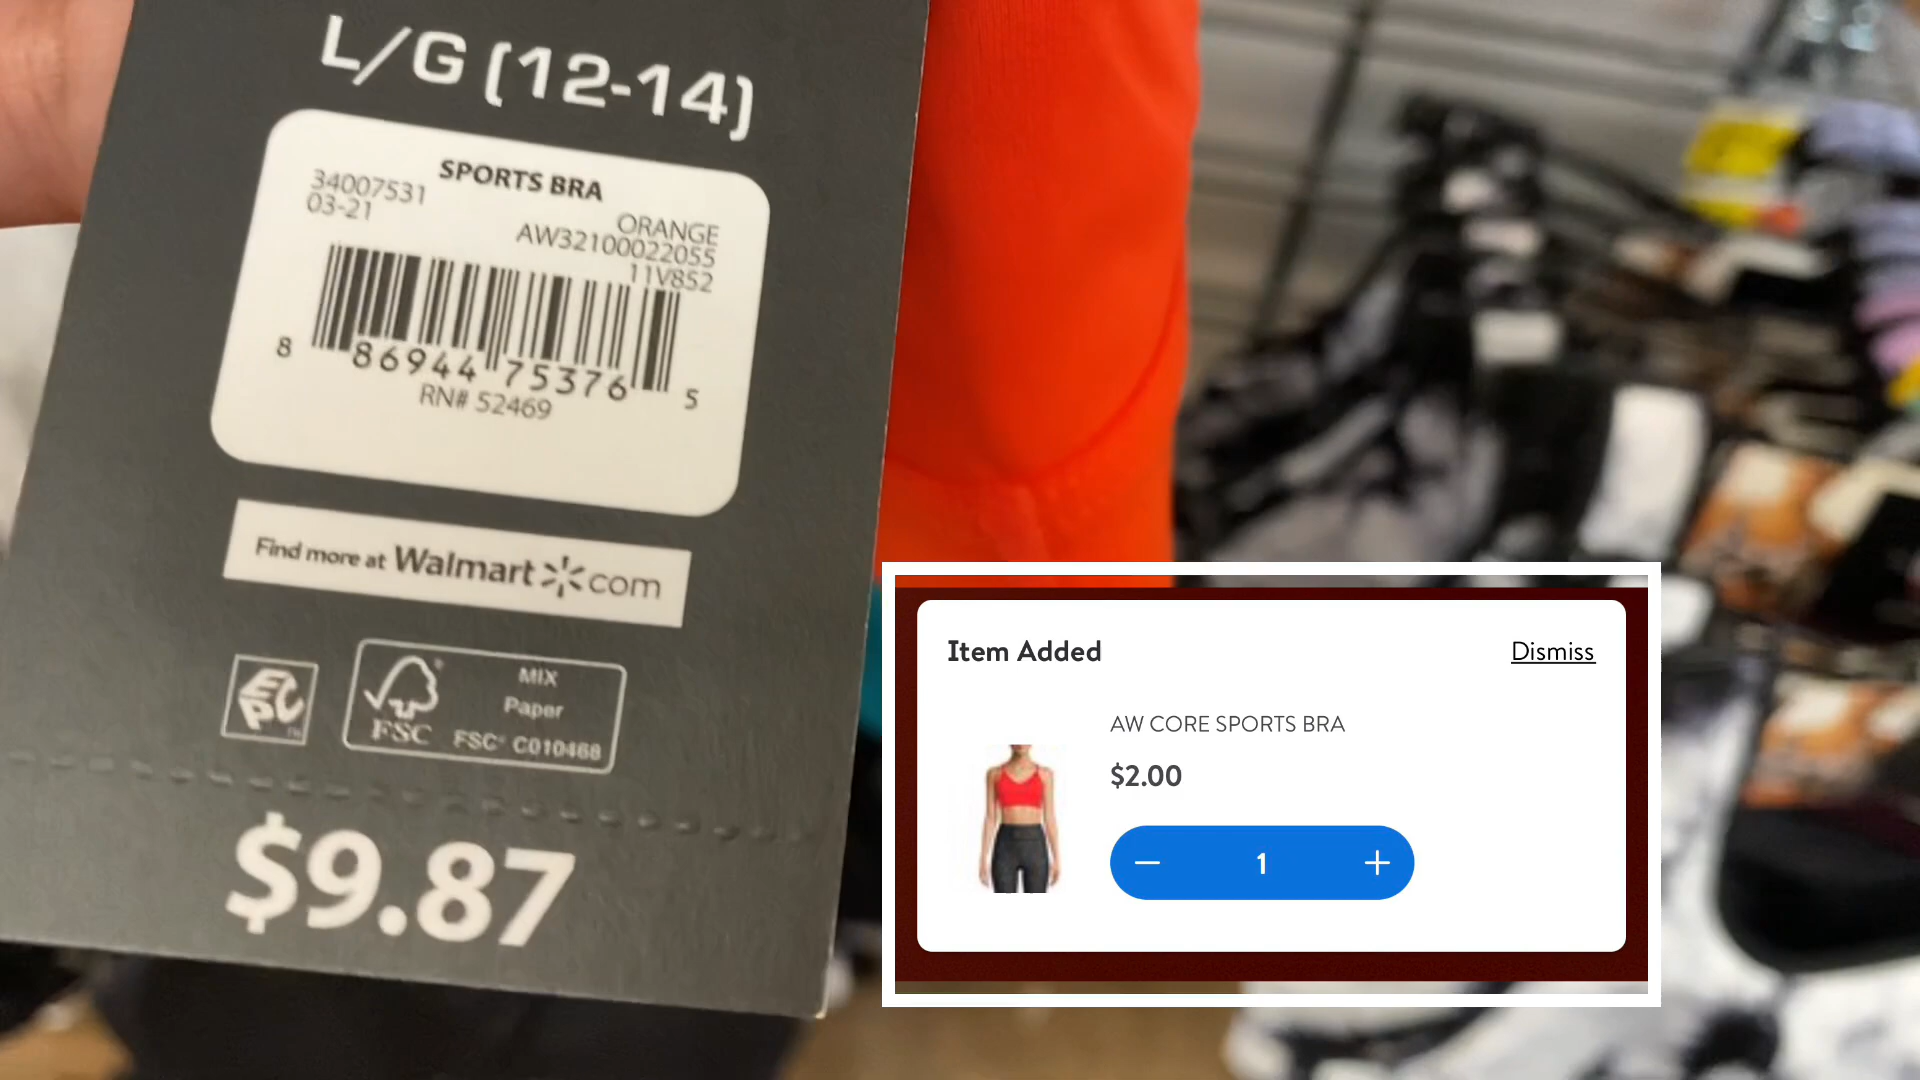 L/G (12-14)
SPORTS BRA
34007531
03-21
ORANGE
AW32100022055
11V852
8 86944 75376 5
RN# 52469
Find more at Walmart com
EcPC
MIX
Paper
FSC
FSC® C010468
$9.87
Item Added
Dismiss
AW CORE SPORTS BRA
$2.00
1